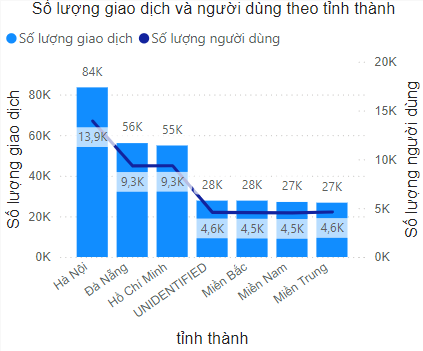 Số lượng giao dịch và người dùng theo tỉnh thành
Số lượng giao dịch Số lượng người dùng
Số lượng giao dịch
80K
60K
40K
20K
0K
84K
56K
55K
28K
28K
27K
27K
13,9K
9,3K
9,3K
4,6K
4,5K
4,5K
4,6K
20K
15K
10K
5K
0K
Số lượng người dùng
Hà Nội
Đà Nẵng
Hồ Chí Minh
UNIDENTIFIED
Miền Bắc
Miền Nam
Miền Trung
tỉnh thành